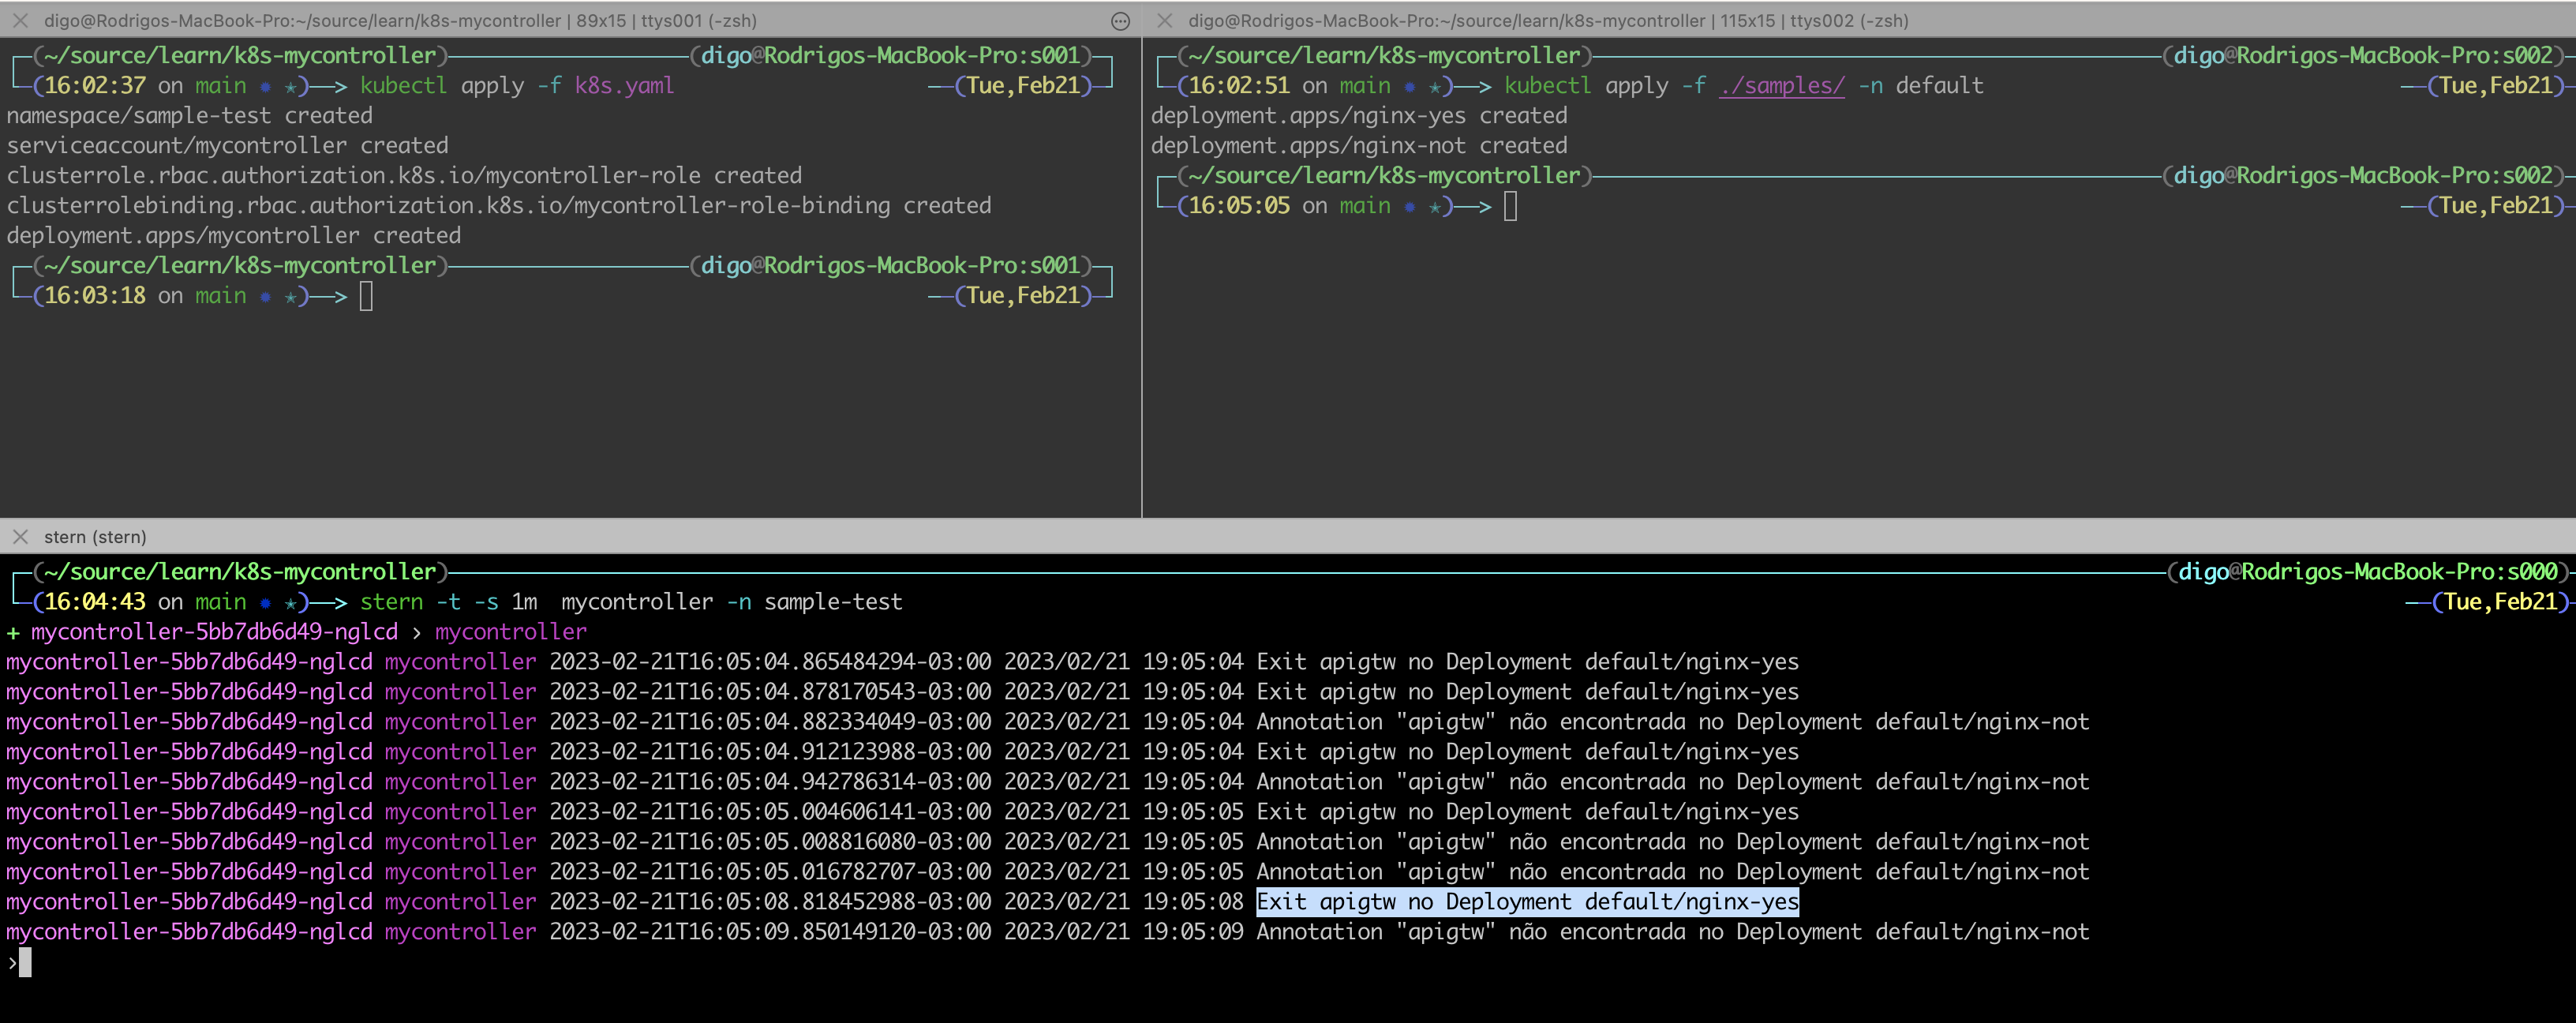 digo@Rodrigos-MacBook-Pro:~/source/learn/k8s-mycontroller | 89x15 | ttys001 (-zsh)
(~/source/learn/k8s-mycontroller) (digo@Rodrigos-MacBook-Pro:s001)
(16:02:37 on main ✹ ✭)—> kubectl apply -f k8s.yaml —(Tue,Feb21)
namespace/sample-test created
serviceaccount/mycontroller created
clusterrole.rbac.authorization.k8s.io/mycontroller-role created
clusterrolebinding.rbac.authorization.k8s.io/mycontroller-role-binding created
deployment.apps/mycontroller created
(~/source/learn/k8s-mycontroller) (digo@Rodrigos-MacBook-Pro:s001)
(16:03:18 on main ✹ ✭)—> —(Tue,Feb21)
digo@Rodrigos-MacBook-Pro:~/source/learn/k8s-mycontroller | 115x15 | ttys002 (-zsh)
(~/source/learn/k8s-mycontroller) (digo@Rodrigos-MacBook-Pro:s002)
(16:02:51 on main ✹ ✭)—> kubectl apply -f ./samples/ -n default —(Tue,Feb21)
deployment.apps/nginx-yes created
deployment.apps/nginx-not created
(~/source/learn/k8s-mycontroller) (digo@Rodrigos-MacBook-Pro:s002)
(16:05:05 on main ✹ ✭)—> —(Tue,Feb21)
stern (stern)
(~/source/learn/k8s-mycontroller) (digo@Rodrigos-MacBook-Pro:s000)
(16:04:43 on main ✹ ✭)—> stern -t -s 1m  mycontroller -n sample-test —(Tue,Feb21)
+ mycontroller-5bb7db6d49-nglcd › mycontroller
mycontroller-5bb7db6d49-nglcd mycontroller 2023-02-21T16:05:04.865484294-03:00 2023/02/21 19:05:04 Exit apigtw no Deployment default/nginx-yes
mycontroller-5bb7db6d49-nglcd mycontroller 2023-02-21T16:05:04.878170543-03:00 2023/02/21 19:05:04 Exit apigtw no Deployment default/nginx-yes
mycontroller-5bb7db6d49-nglcd mycontroller 2023-02-21T16:05:04.882334049-03:00 2023/02/21 19:05:04 Annotation "apigtw" não encontrada no Deployment default/nginx-not
mycontroller-5bb7db6d49-nglcd mycontroller 2023-02-21T16:05:04.912123988-03:00 2023/02/21 19:05:04 Exit apigtw no Deployment default/nginx-yes
mycontroller-5bb7db6d49-nglcd mycontroller 2023-02-21T16:05:04.942786314-03:00 2023/02/21 19:05:04 Annotation "apigtw" não encontrada no Deployment default/nginx-not
mycontroller-5bb7db6d49-nglcd mycontroller 2023-02-21T16:05:05.004606141-03:00 2023/02/21 19:05:05 Exit apigtw no Deployment default/nginx-yes
mycontroller-5bb7db6d49-nglcd mycontroller 2023-02-21T16:05:05.008816080-03:00 2023/02/21 19:05:05 Annotation "apigtw" não encontrada no Deployment default/nginx-not
mycontroller-5bb7db6d49-nglcd mycontroller 2023-02-21T16:05:05.016782707-03:00 2023/02/21 19:05:05 Annotation "apigtw" não encontrada no Deployment default/nginx-not
mycontroller-5bb7db6d49-nglcd mycontroller 2023-02-21T16:05:08.818452988-03:00 2023/02/21 19:05:08 Exit apigtw no Deployment default/nginx-yes
mycontroller-5bb7db6d49-nglcd mycontroller 2023-02-21T16:05:09.850149120-03:00 2023/02/21 19:05:09 Annotation "apigtw" não encontrada no Deployment default/nginx-not
›